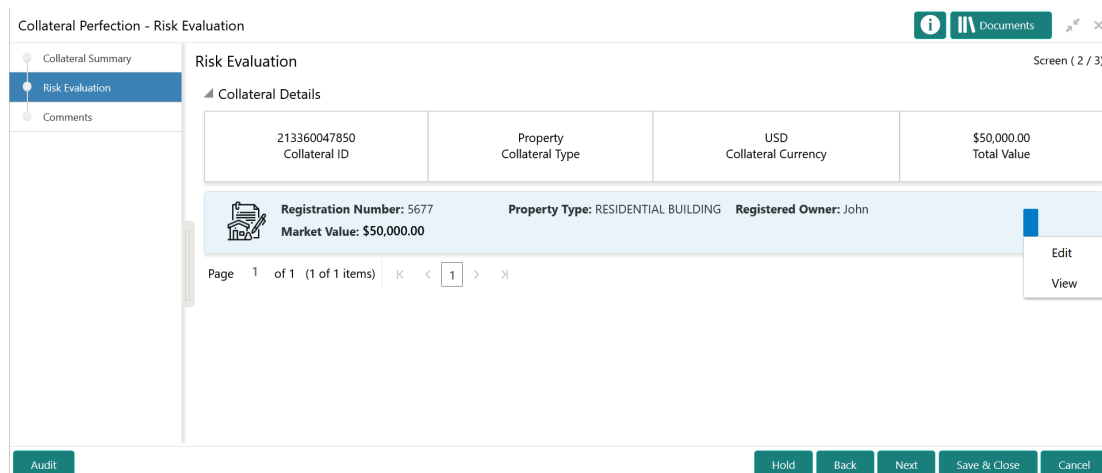 Collateral Perfection - Risk Evaluation
Documents
Collateral Summary
Risk Evaluation
Comments
Risk Evaluation
Screen ( 2 / 3)
Collateral Details
213360047850
Collateral ID
Property
Collateral Type
USD
Collateral Currency
$50,000.00
Total Value
Registration Number: 5677 Property Type: RESIDENTIAL BUILDING Registered Owner: John
Market Value: $50,000.00
Edit
View
Page 1 of 1 (1 of 1 items) 1
Audit
Hold Back Next Save & Close Cancel